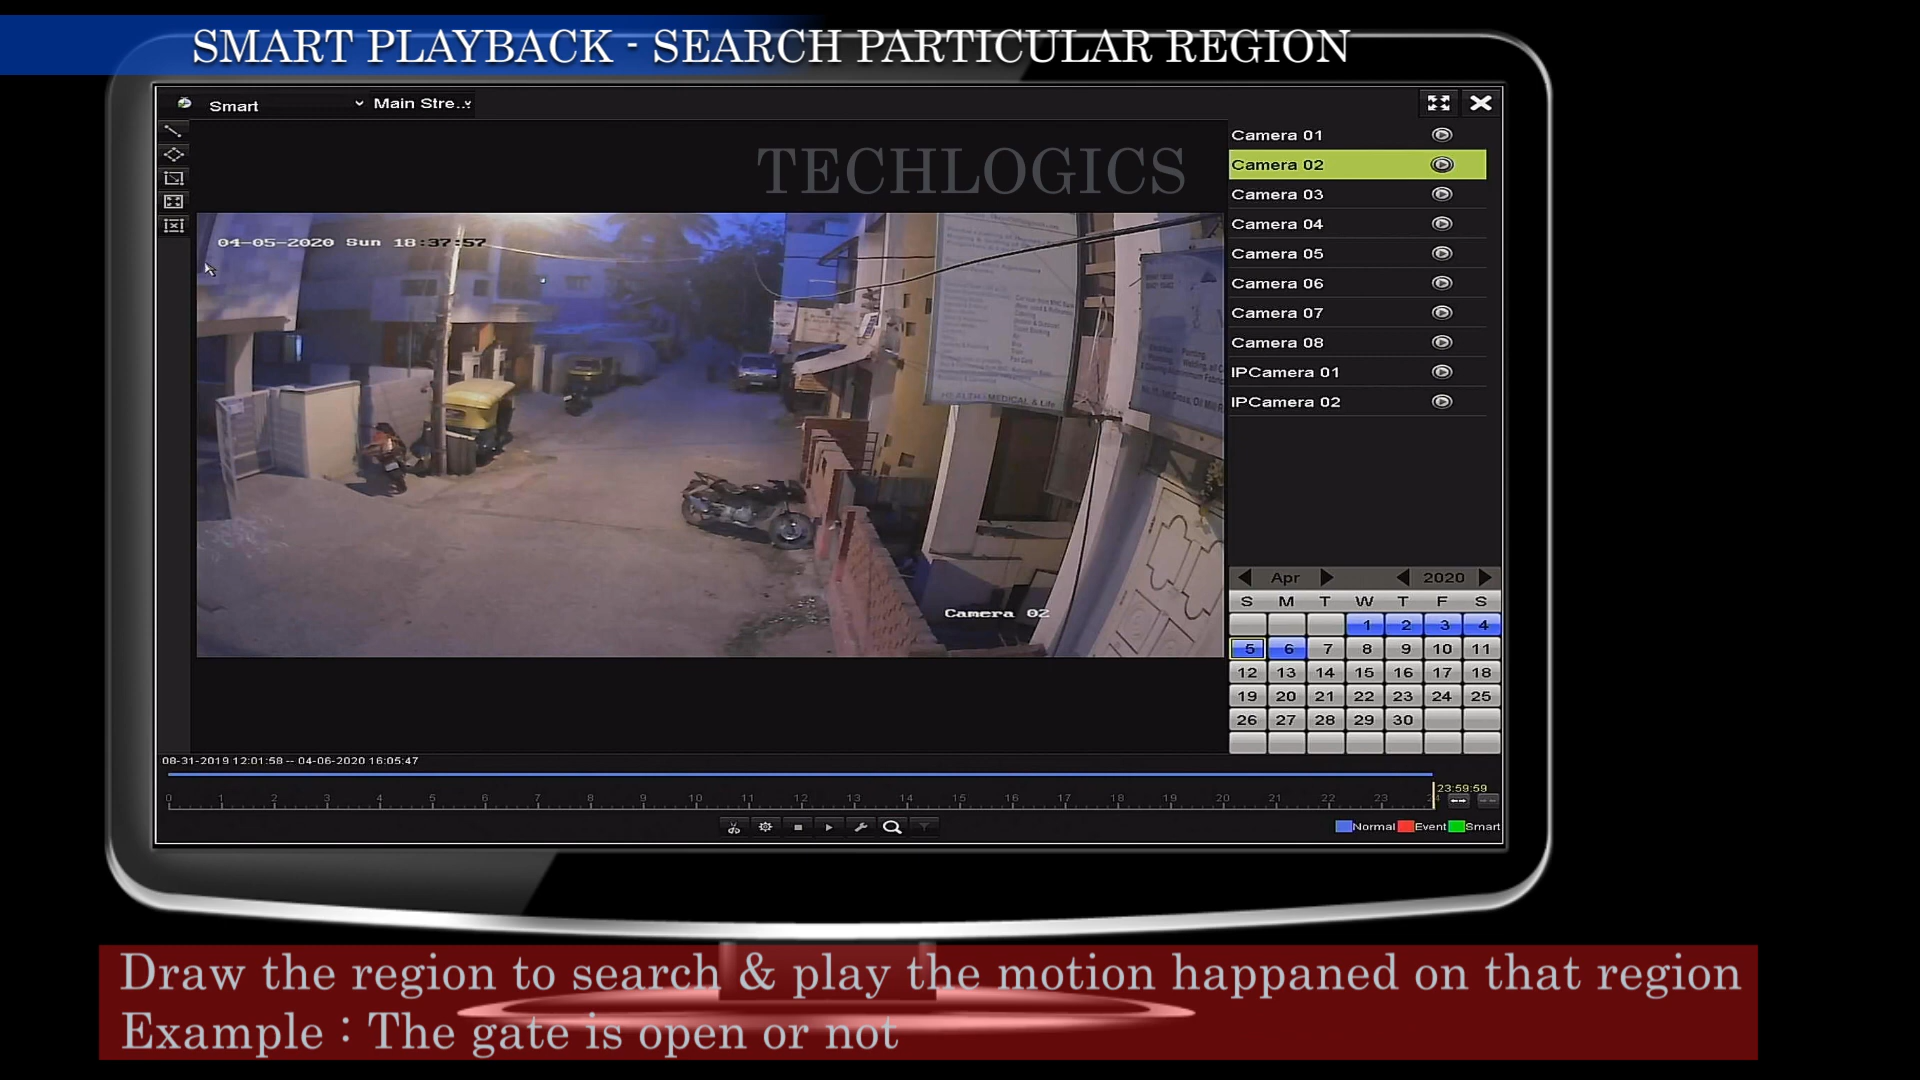 SMART PLAYBACK - SEARCH PARTICULAR REGION
Smart
Main Stre..
TECHLOGICS
04-05-2020 Sun 18:37:57
HEALTH - MEDICAL & Life
Camera 02
Camera 01
Camera 02
Camera 03
Camera 04
Camera 05
Camera 06
Camera 07
Camera 08
IPCamera 01
IPCamera 02
Apr 2020
S M T W T F S
1 2 3 4
5 6 7 8 9 10 11
12 13 14 15 16 17 18
19 20 21 22 23 24 25
26 27 28 29 30
08-31-2019 12:01:58 -- 04-06-2020 16:05:47
23:59:59
0 1 2 3 4 5 6 7 8 9 10 11 12 13 14 15 16 17 18 19 20 21 22 23 24
Normal Event Smart
Draw the region to search & play the motion happaned on that region
Example : The gate is open or not